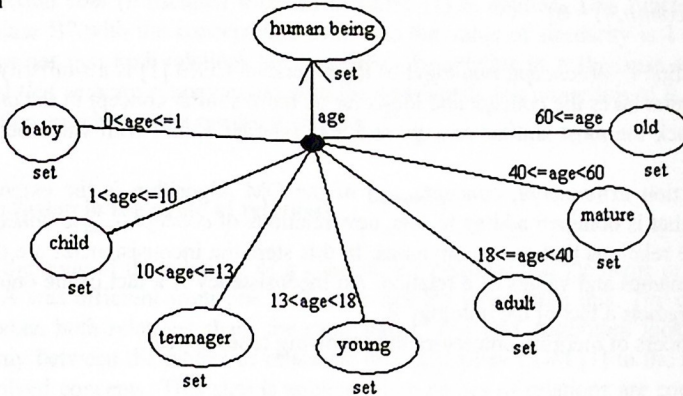 human being
set
age
baby
0<age<=1
60<=age
old
set
set
40<=age<60
mature
set
1<age<=10
child
set
18<=age<40
adult
set
10<age<=13
tennager
set
13<age<18
young
set